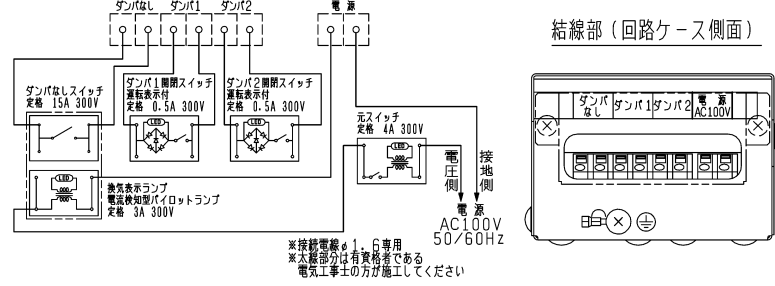 ダンパなし ダンパ1 ダンパ2 電 源
結線部(回路ケース側面)
ダンパなしスイッチ
定格 15A 300V
ダンパ1開閉スイッチ
運転表示付
定格 0.5A 300V
LED
ダンパ2開閉スイッチ
運転表示付
定格 0.5A 300V
LED
元スイッチ
定格 4A 300V
LED
LED
換気表示ランプ
電流検知型パイロットランプ
定格 3A 300V
電圧側
接地側
電 源
AC100V
50/60Hz
※接続電線φ1.6専用
※太線部分は有資格者である
電気工事士の方が施工してください
ダンパ
なし
ダンパ1
ダンパ2
電 源
AC100V